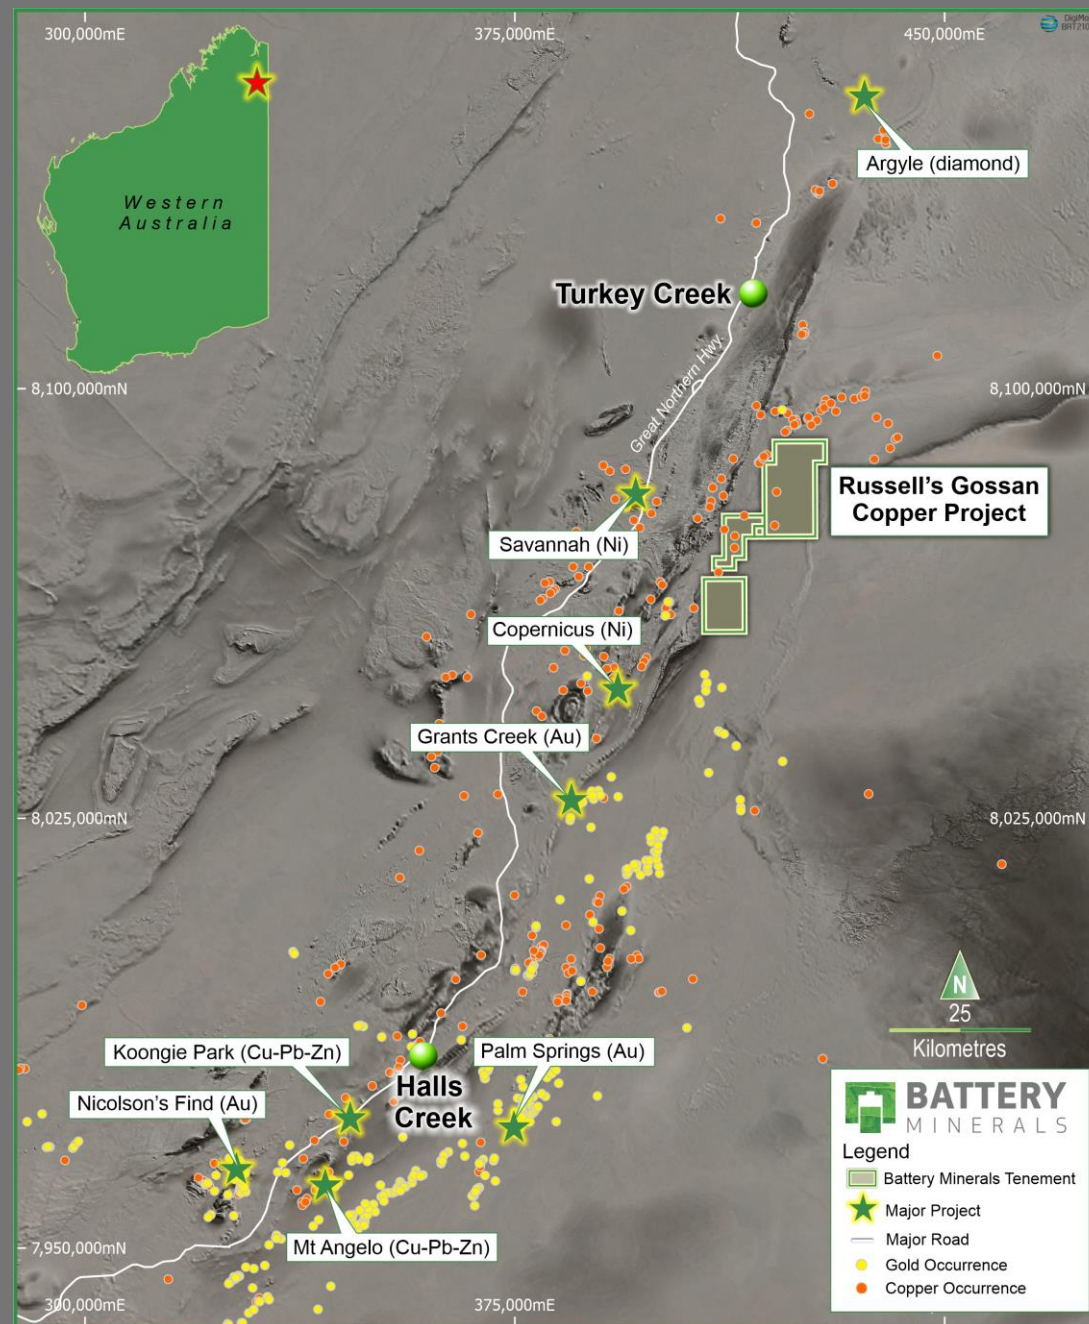 300,000mE
375,000mE
450,000mE
Western
Australia
Argyle (diamond)
Turkey Creek
Great Northern Hwy
8,100,000mN
8,100,000mN
Russell's Gossan
Copper Project
Savannah (Ni)
Copernicus (Ni)
Grants Creek (Au)
8,025,000mN
8,025,000mN
N
25
Kilometres
Koongie Park (Cu-Pb-Zn)
Palm Springs (Au)
Halls
Creek
Nicolson's Find (Au)
Mt Angelo (Cu-Pb-Zn)
BATTERY
MINERALS
Legend
Battery Minerals Tenement
Major Project
Major Road
Gold Occurrence
Copper Occurrence
7,950,000mN
300,000mE
375,000mE